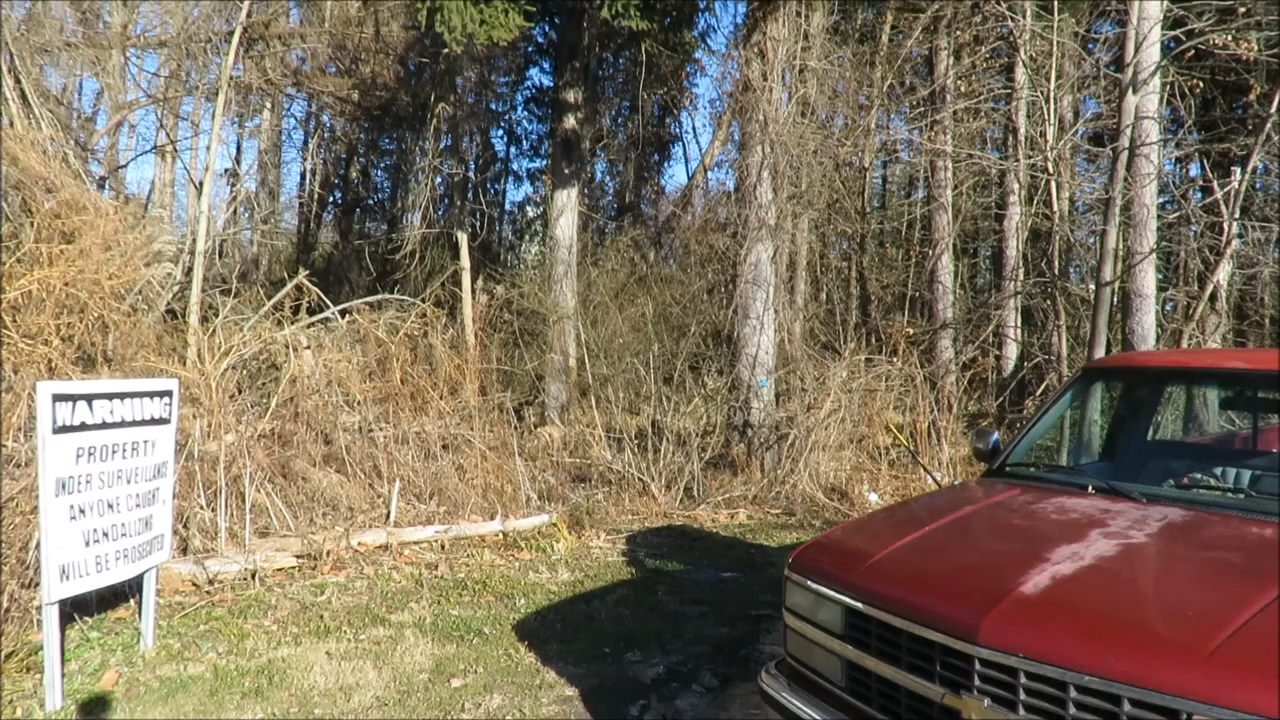 WARNING
PROPERTY
UNDER SURVEILLANCE
ANYONE CAUGHT
VANDALIZING
WILL BE PROSECUTED